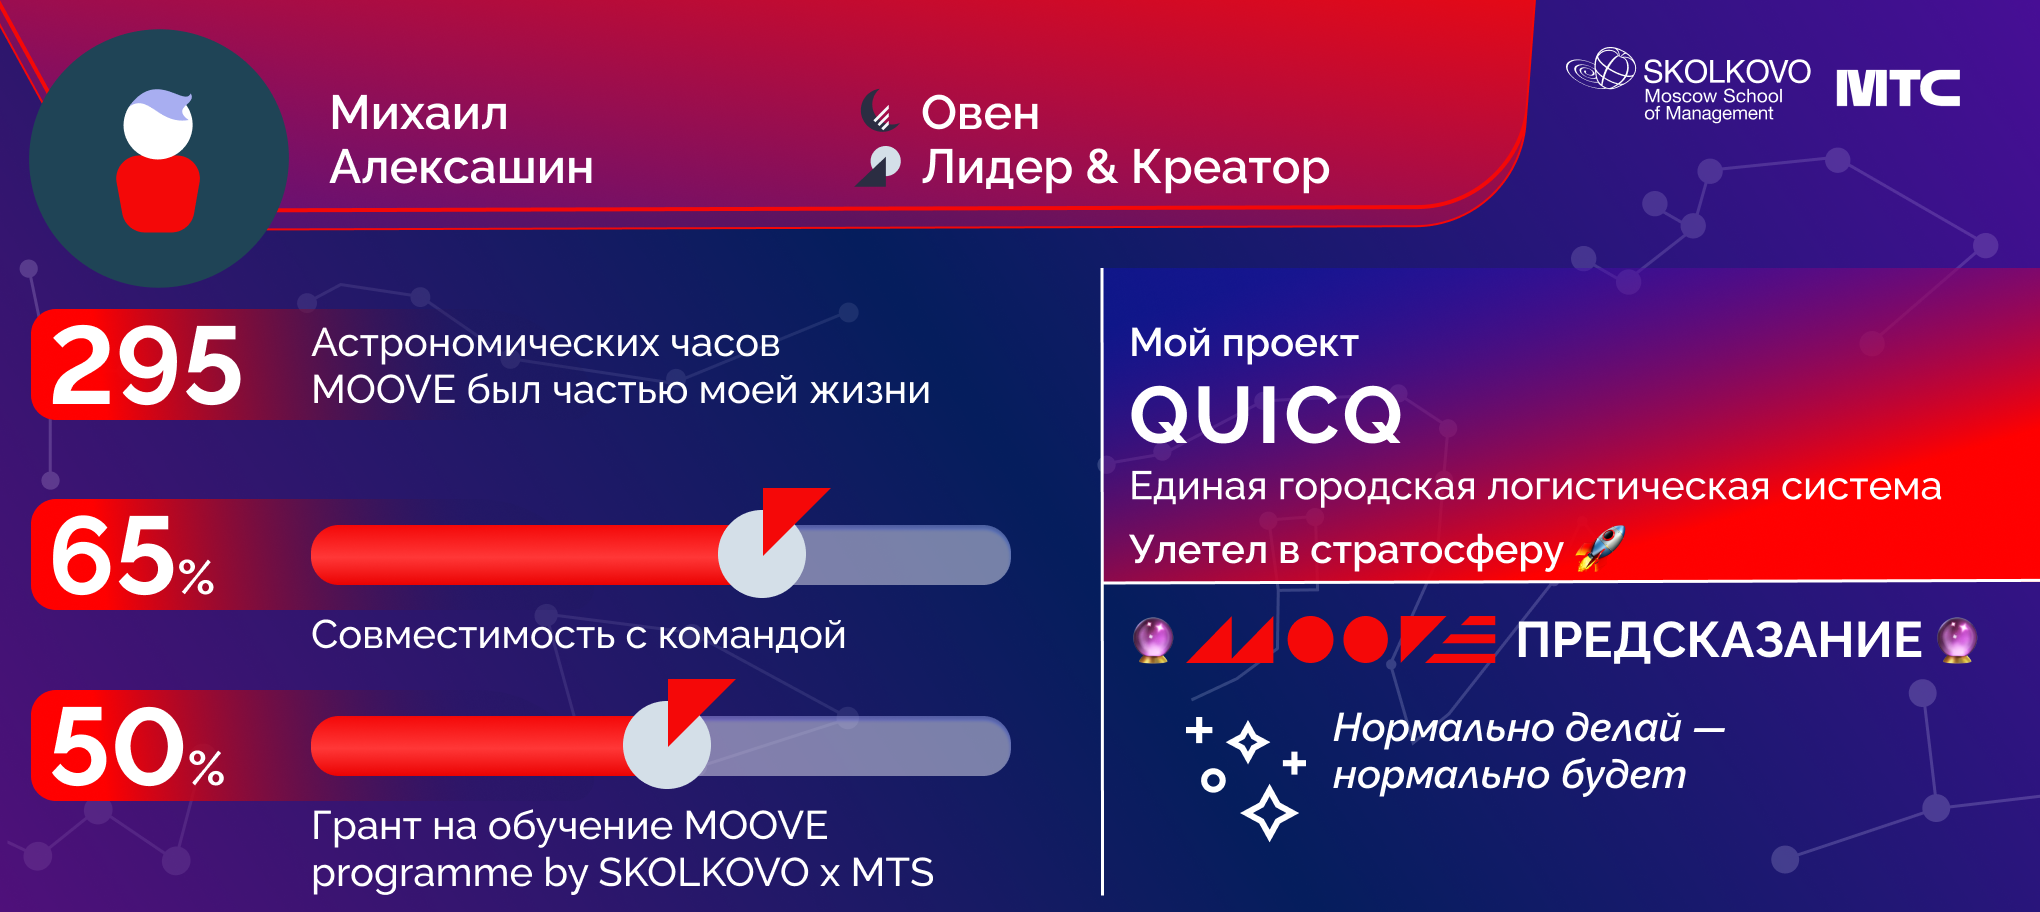 Михаил
Алексашин
Овен
Лидер & Креатор
SKOLKOVO
Moscow School
of Management
МТС
295
Астрономических часов
MOOVE был частью моей жизни
65%
Совместимость с командой
50%
Грант на обучение MOOVE
programme by SKOLKOVO x MTS
Мой проект
QUICQ
Единая городская логистическая система
Улетел в стратосферу 🚀
🔮 MOOVE ПРЕДСКАЗАНИЕ 🔮
Нормально делай —
нормально будет